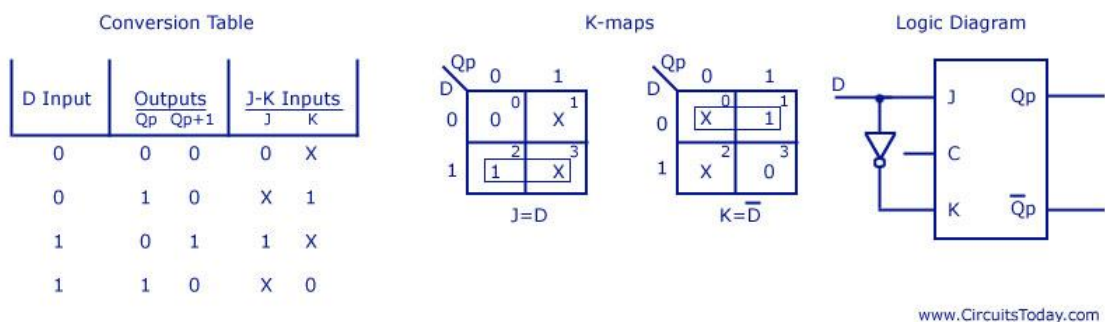 Conversion Table
D Input Outputs J-K Inputs
Qp Qp+1 J K
0 0 0 0 X
0 1 0 X 1
1 0 1 1 X
1 1 0 X 0
K-maps
Qp
D 0 1
0 0 0 X 1
1 1 2 X 3
J=D
Qp
D 0 1
0 X 0 1 1
1 X 2 0 3
K=D̅
Logic Diagram
D J Qp
C
K Q̅p
www.CircuitsToday.com